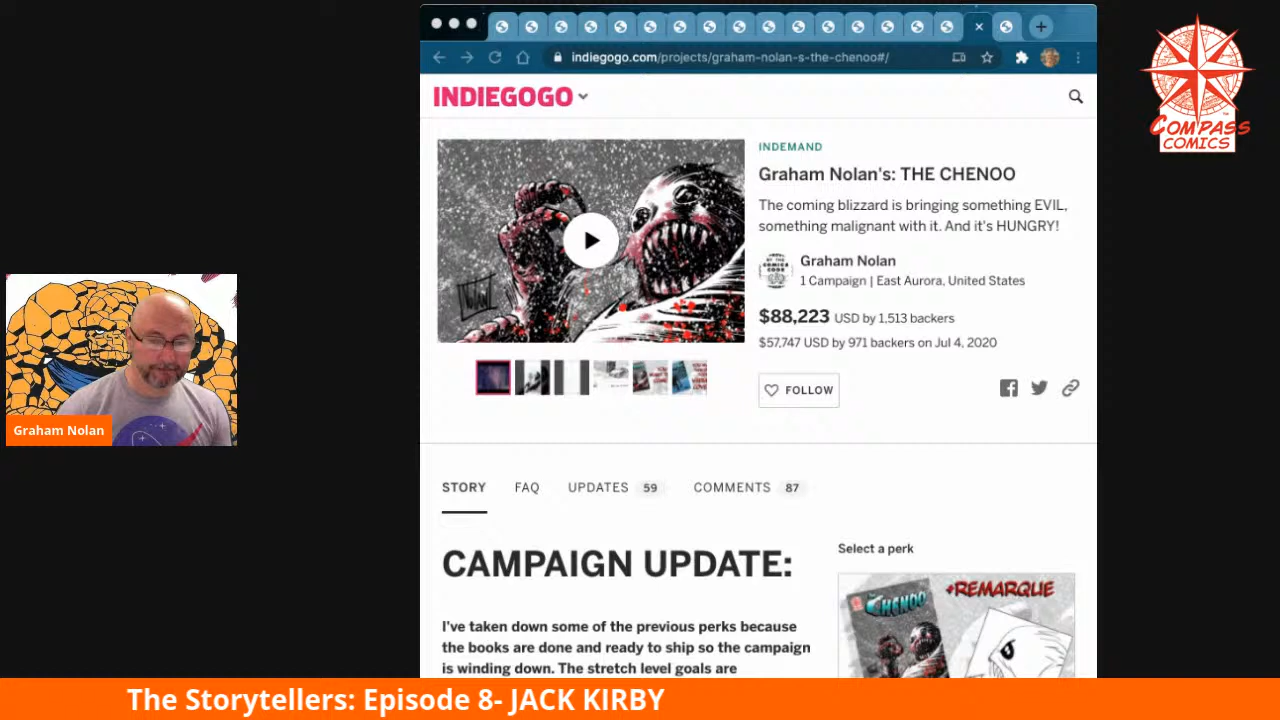 indiegogo.com/projects/graham-nolan-s-the-chenoo#/
INDIEGOGO
INDEMAND
Graham Nolan's: THE CHENOO
The coming blizzard is bringing something EVIL,
something malignant with it. And it's HUNGRY!
Graham Nolan
1 Campaign | East Aurora, United States
$88,223 USD by 1,513 backers
$57,747 USD by 971 backers on Jul 4, 2020
FOLLOW
STORY FAQ UPDATES 59 COMMENTS 87
CAMPAIGN UPDATE:
I've taken down some of the previous perks because
the books are done and ready to ship so the campaign
is winding down. The stretch level goals are
Select a perk
+REMARQUE
CHENOO
COMPASS
COMICS
Graham Nolan
The Storytellers: Episode 8- JACK KIRBY